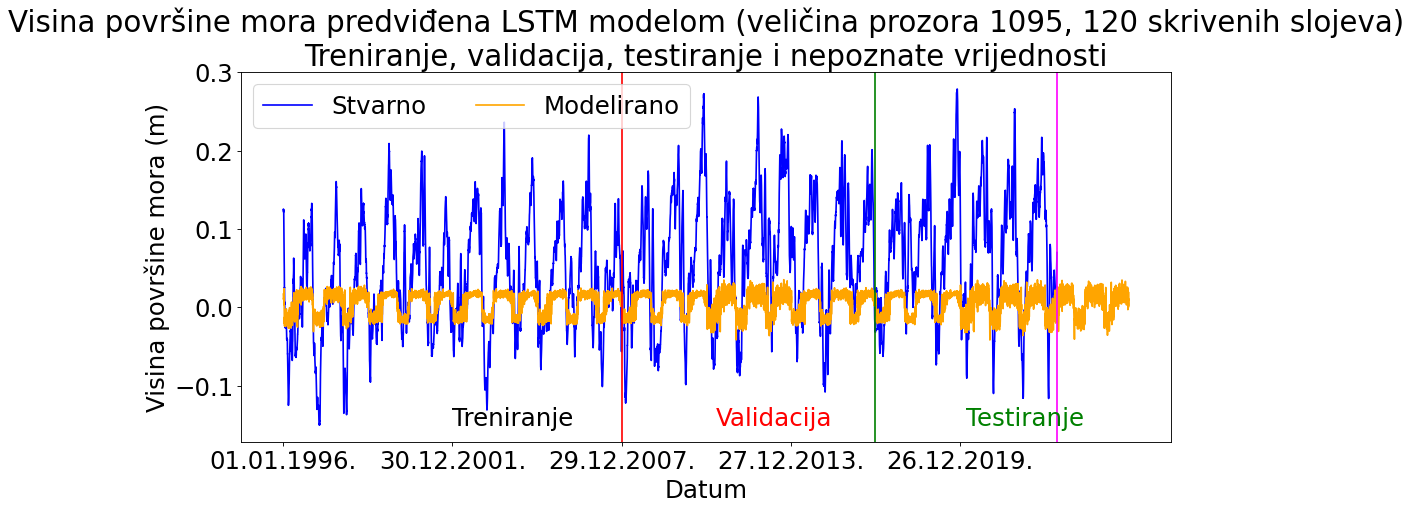 Visina površine mora predviđena LSTM modelom (veličina prozora 1095, 120 skrivenih slojeva)
Treniranje, validacija, testiranje i nepoznate vrijednosti
Stvarno
Modelirano
Visina površine mora (m)
0.3
0.2
0.1
0.0
−0.1
Treniranje
Validacija
Testiranje
01.01.1996.
30.12.2001.
29.12.2007.
27.12.2013.
26.12.2019.
Datum